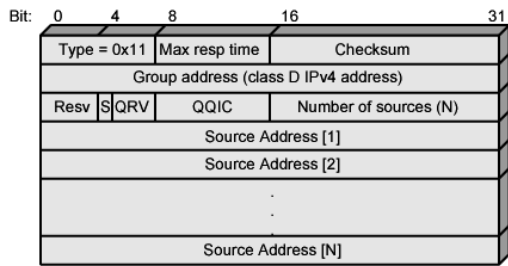 Bit: 0 4 8 16 31
Type = 0x11 Max resp time Checksum
Group address (class D IPv4 address)
Resv S QRV QQIC Number of sources (N)
Source Address [1]
Source Address [2]
.
.
.
Source Address [N]